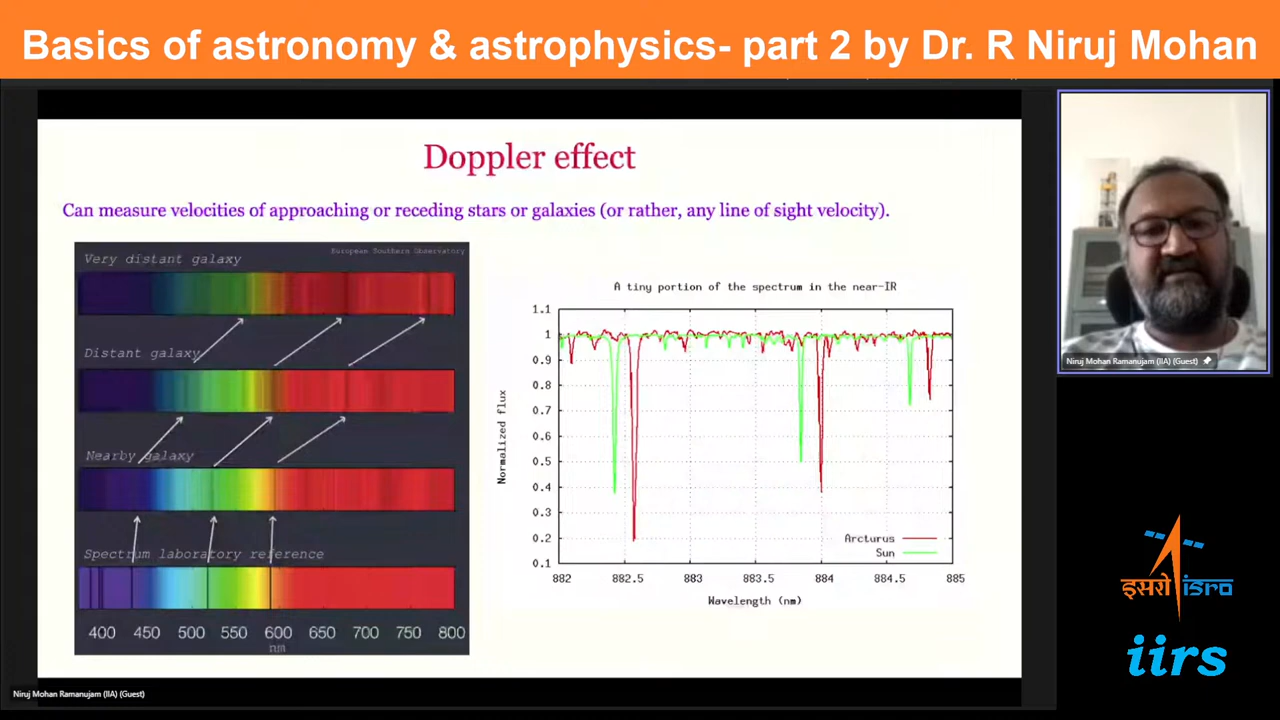 Basics of astronomy & astrophysics- part 2 by Dr. R Niruj Mohan
Doppler effect
Can measure velocities of approaching or receding stars or galaxies (or rather, any line of sight velocity).
European Southern Observatory
Very distant galaxy
Distant galaxy
Nearby galaxy
Spectrum laboratory reference
400 450 500 550 600 650 700 750 800
nm
A tiny portion of the spectrum in the near-IR
Normalized flux
1.1
1
0.9
0.8
0.7
0.6
0.5
0.4
0.3
0.2
0.1
Arcturus
Sun
882 882.5 883 883.5 884 884.5 885
Wavelength (nm)
Niruj Mohan Ramanujam (IIA) (Guest)
इसरो isro
iirs
Niruj Mohan Ramanujam (IIA) (Guest)